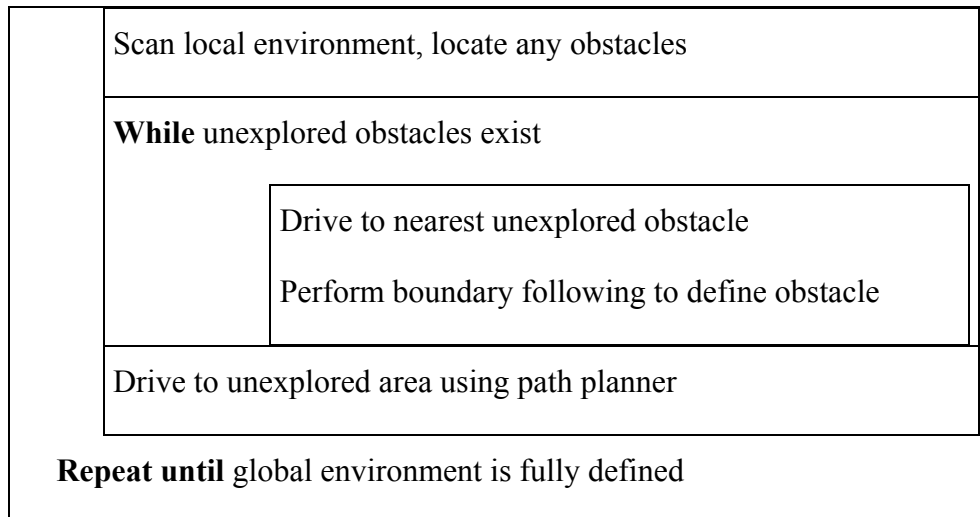 Scan local environment, locate any obstacles
While unexplored obstacles exist
Drive to nearest unexplored obstacle
Perform boundary following to define obstacle
Drive to unexplored area using path planner
Repeat until global environment is fully defined